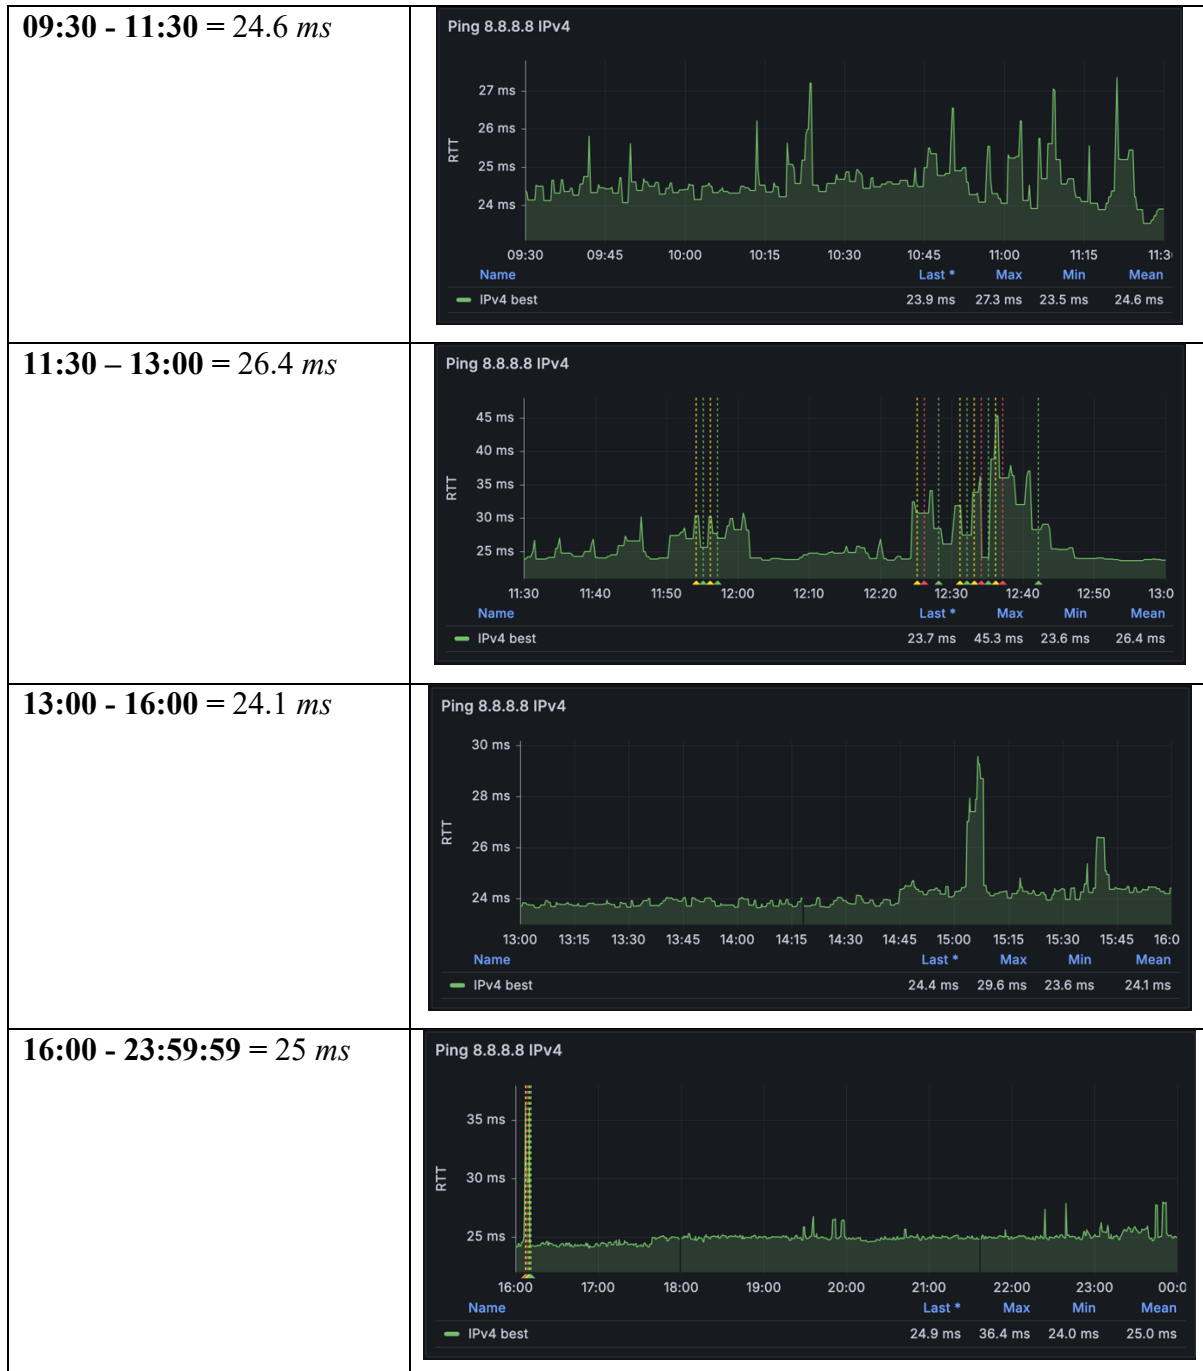 09:30 - 11:30 = 24.6 ms
Ping 8.8.8.8 IPv4
27 ms
26 ms
25 ms
24 ms
RTT
09:30 09:45 10:00 10:15 10:30 10:45 11:00 11:15 11:3
Name Last * Max Min Mean
IPv4 best 23.9 ms 27.3 ms 23.5 ms 24.6 ms
11:30 – 13:00 = 26.4 ms
Ping 8.8.8.8 IPv4
45 ms
40 ms
35 ms
30 ms
25 ms
RTT
11:30 11:40 11:50 12:00 12:10 12:20 12:30 12:40 12:50 13:0
Name Last * Max Min Mean
IPv4 best 23.7 ms 45.3 ms 23.6 ms 26.4 ms
13:00 - 16:00 = 24.1 ms
Ping 8.8.8.8 IPv4
30 ms
28 ms
26 ms
24 ms
RTT
13:00 13:15 13:30 13:45 14:00 14:15 14:30 14:45 15:00 15:15 15:30 15:45 16:0
Name Last * Max Min Mean
IPv4 best 24.4 ms 29.6 ms 23.6 ms 24.1 ms
16:00 - 23:59:59 = 25 ms
Ping 8.8.8.8 IPv4
35 ms
30 ms
25 ms
RTT
16:00 17:00 18:00 19:00 20:00 21:00 22:00 23:00 00:0
Name Last * Max Min Mean
IPv4 best 24.9 ms 36.4 ms 24.0 ms 25.0 ms